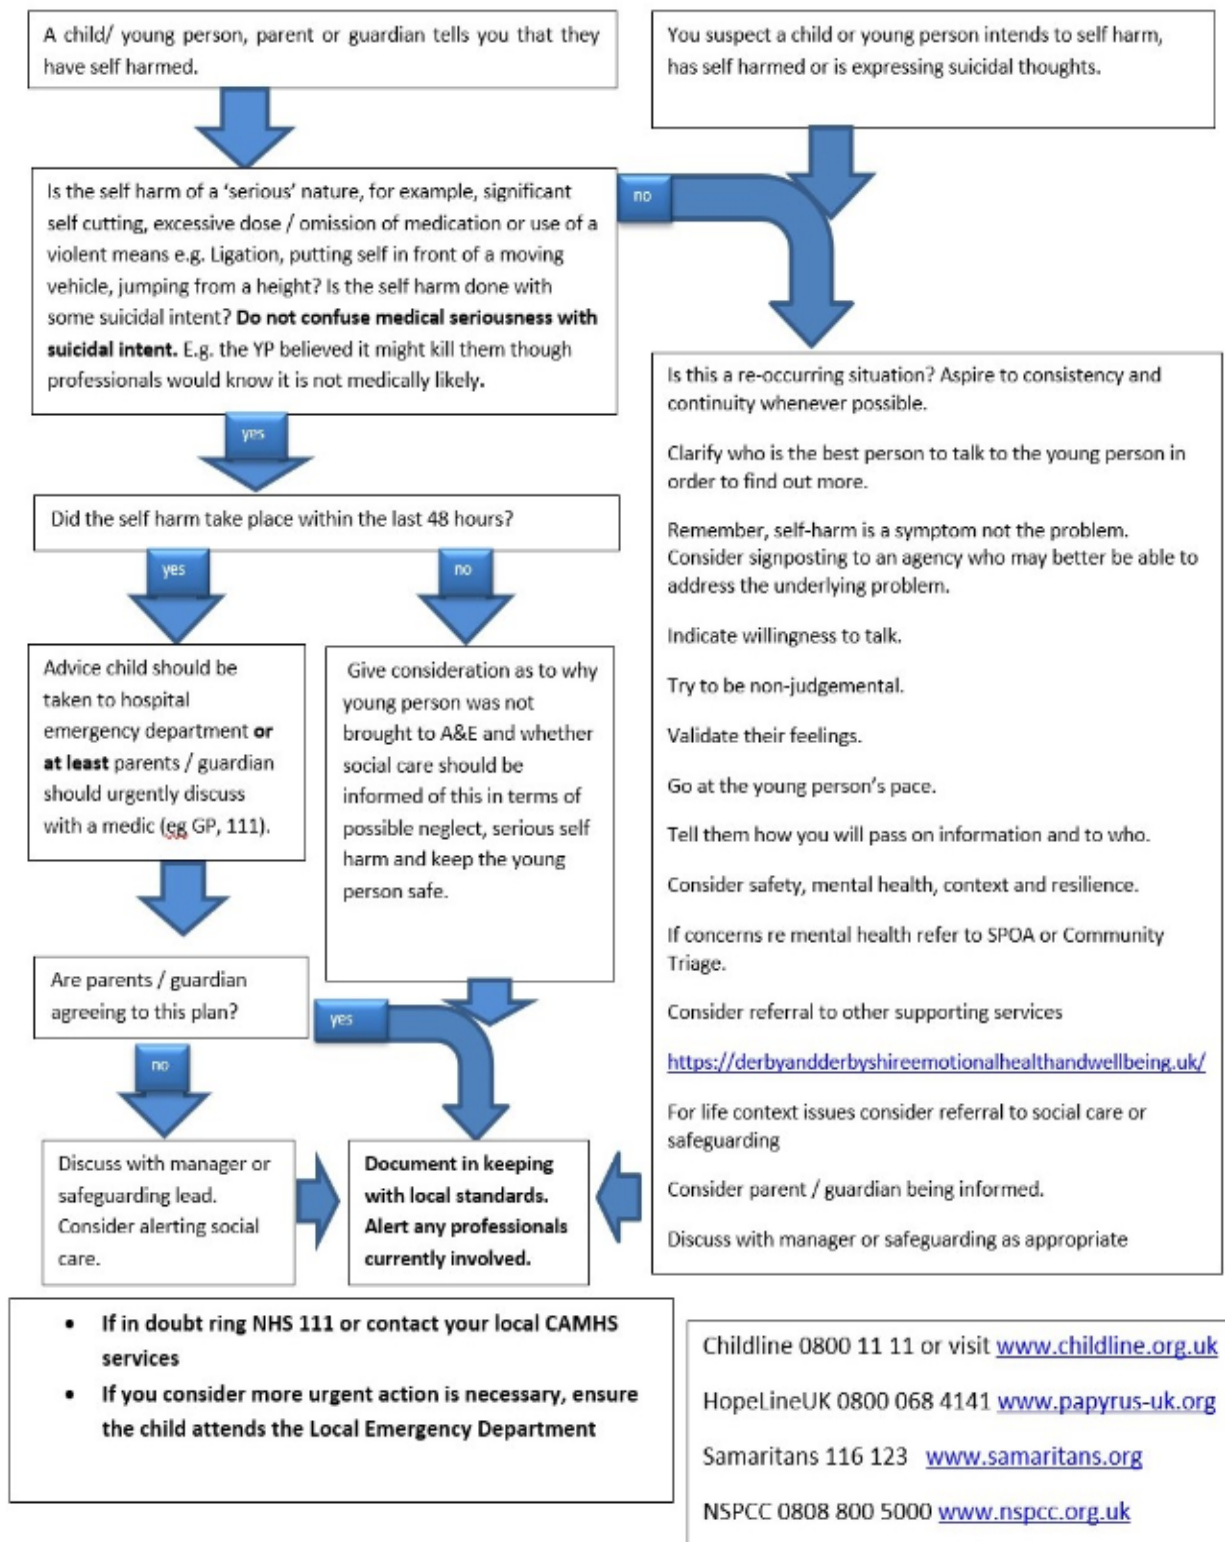 A child/ young person, parent or guardian tells you that they
have self harmed.
You suspect a child or young person intends to self harm,
has self harmed or is expressing suicidal thoughts.
Is the self harm of a ‘serious’ nature, for example, significant
self cutting, excessive dose / omission of medication or use of a
violent means e.g. Ligation, putting self in front of a moving
vehicle, jumping from a height? Is the self harm done with
some suicidal intent? Do not confuse medical seriousness with
suicidal intent. E.g. the YP believed it might kill them though
professionals would know it is not medically likely.
no
yes
Did the self harm take place within the last 48 hours?
yes
no
Advice child should be
taken to hospital
emergency department or
at least parents / guardian
should urgently discuss
with a medic (eg GP, 111).
Give consideration as to why
young person was not
brought to A&E and whether
social care should be
informed of this in terms of
possible neglect, serious self
harm and keep the young
person safe.
Are parents / guardian
agreeing to this plan?
yes
no
Discuss with manager or
safeguarding lead.
Consider alerting social
care.
Document in keeping
with local standards.
Alert any professionals
currently involved.
Is this a re-occurring situation? Aspire to consistency and
continuity whenever possible.
Clarify who is the best person to talk to the young person in
order to find out more.
Remember, self-harm is a symptom not the problem.
Consider signposting to an agency who may better be able to
address the underlying problem.
Indicate willingness to talk.
Try to be non-judgemental.
Validate their feelings.
Go at the young person’s pace.
Tell them how you will pass on information and to who.
Consider safety, mental health, context and resilience.
If concerns re mental health refer to SPOA or Community
Triage.
Consider referral to other supporting services
https://derbyandderbyshireemotionalhealthandwellbeing.uk/
For life context issues consider referral to social care or
safeguarding
Consider parent / guardian being informed.
Discuss with manager or safeguarding as appropriate
• If in doubt ring NHS 111 or contact your local CAMHS
services
• If you consider more urgent action is necessary, ensure
the child attends the Local Emergency Department
Childline 0800 11 11 or visit www.childline.org.uk
HopeLineUK 0800 068 4141 www.papyrus-uk.org
Samaritans 116 123 www.samaritans.org
NSPCC 0808 800 5000 www.nspcc.org.uk